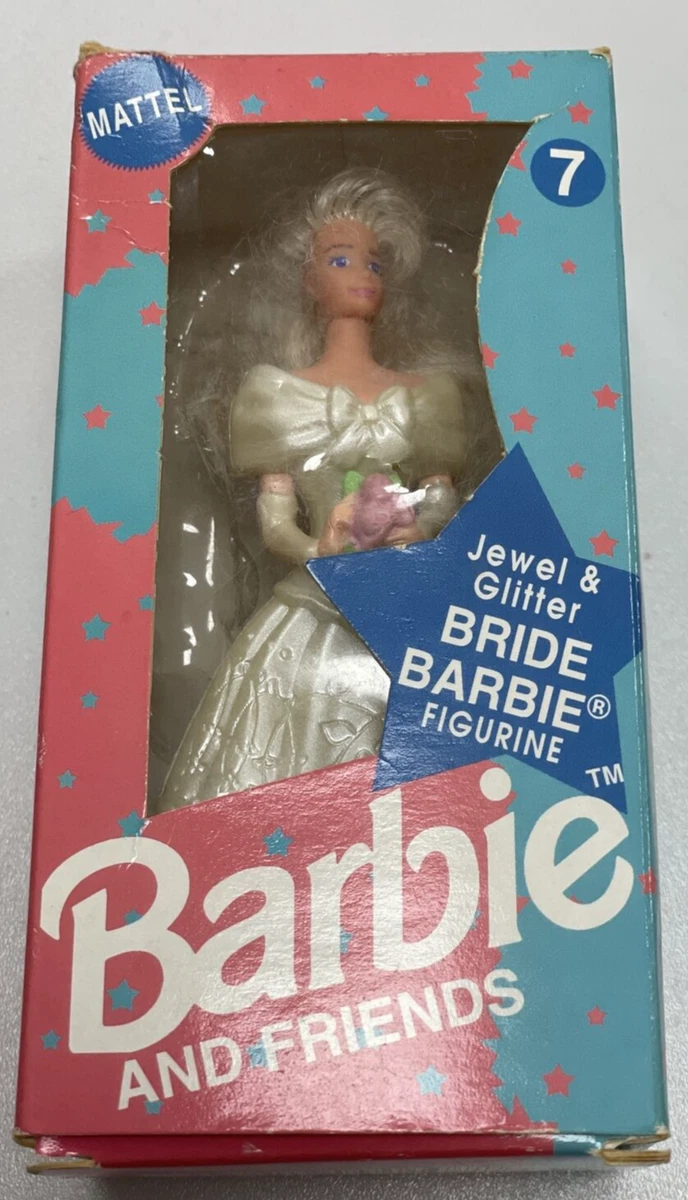 MATTEL
7
Jewel &
Glitter
BRIDE
BARBIE®
FIGURINE
TM
Barbie
AND FRIENDS